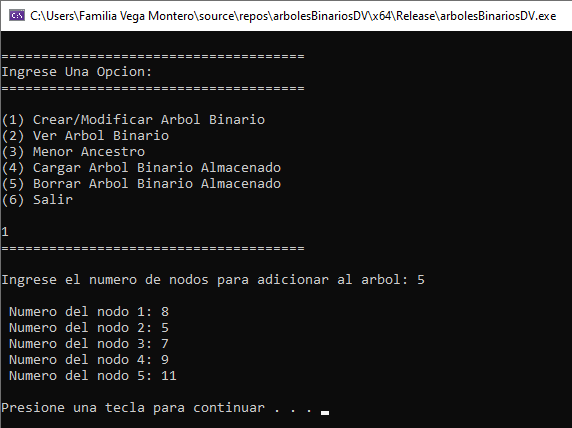 C:\Users\Familia Vega Montero\source\repos\arbolesBinariosDV\x64\Release\arbolesBinariosDV.exe
======================================
Ingrese Una Opcion:
======================================
(1) Crear/Modificar Arbol Binario
(2) Ver Arbol Binario
(3) Menor Ancestro
(4) Cargar Arbol Binario Almacenado
(5) Borrar Arbol Binario Almacenado
(6) Salir
1
======================================
Ingrese el numero de nodos para adicionar al arbol: 5
Numero del nodo 1: 8
Numero del nodo 2: 5
Numero del nodo 3: 7
Numero del nodo 4: 9
Numero del nodo 5: 11
Presione una tecla para continuar . . .